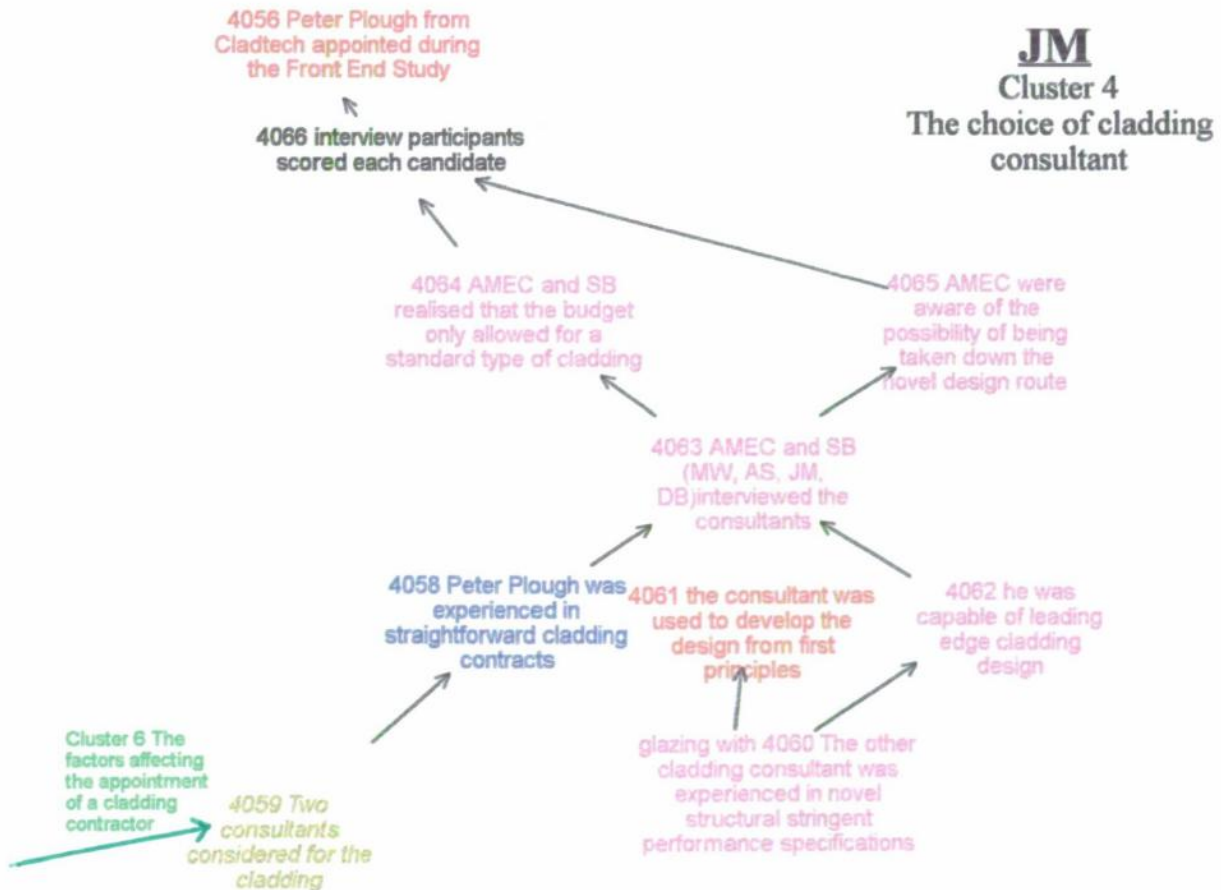 4056 Peter Plough from
Cladtech appointed during
the Front End Study
JM
Cluster 4
The choice of cladding
consultant
4066 interview participants
scored each candidate
4064 AMEC and SB
realised that the budget
only allowed for a
standard type of cladding
4065 AMEC were
aware of the
possibility of being
taken down the
novel design route
4063 AMEC and SB
(MW, AS, JM,
DB)interviewed the
consultants
4058 Peter Plough was
experienced in
straightforward cladding
contracts
4061 the consultant was
used to develop the
design from first
principles
4062 he was
capable of leading
edge cladding
design
Cluster 6 The
factors affecting
the appointment
of a cladding
contractor
4059 Two
consultants
considered for the
cladding
glazing with 4060 The other
cladding consultant was
experienced in novel
structural stringent
performance specifications